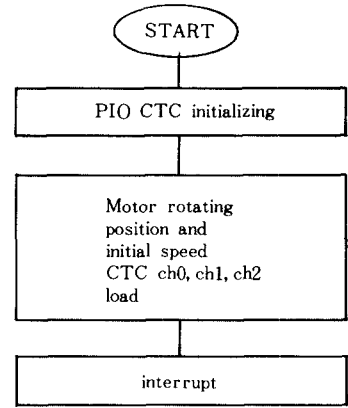 START
PIO CTC initializing
Motor rotating
position and
initial speed
CTC ch0, ch1, ch2
load
interrupt